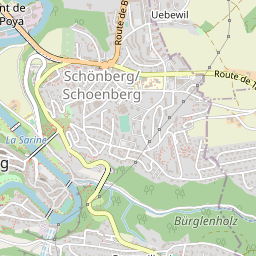 nt de
Poya
Uebewil
Route de B
Schönberg/
Schoenberg
Route de T
La Sarine
g
Bürglenholz